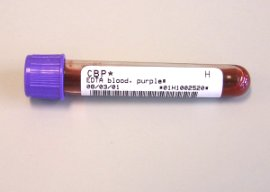 CBP* H
EDTA blood, purple*
08/03/01 *01H1002520*